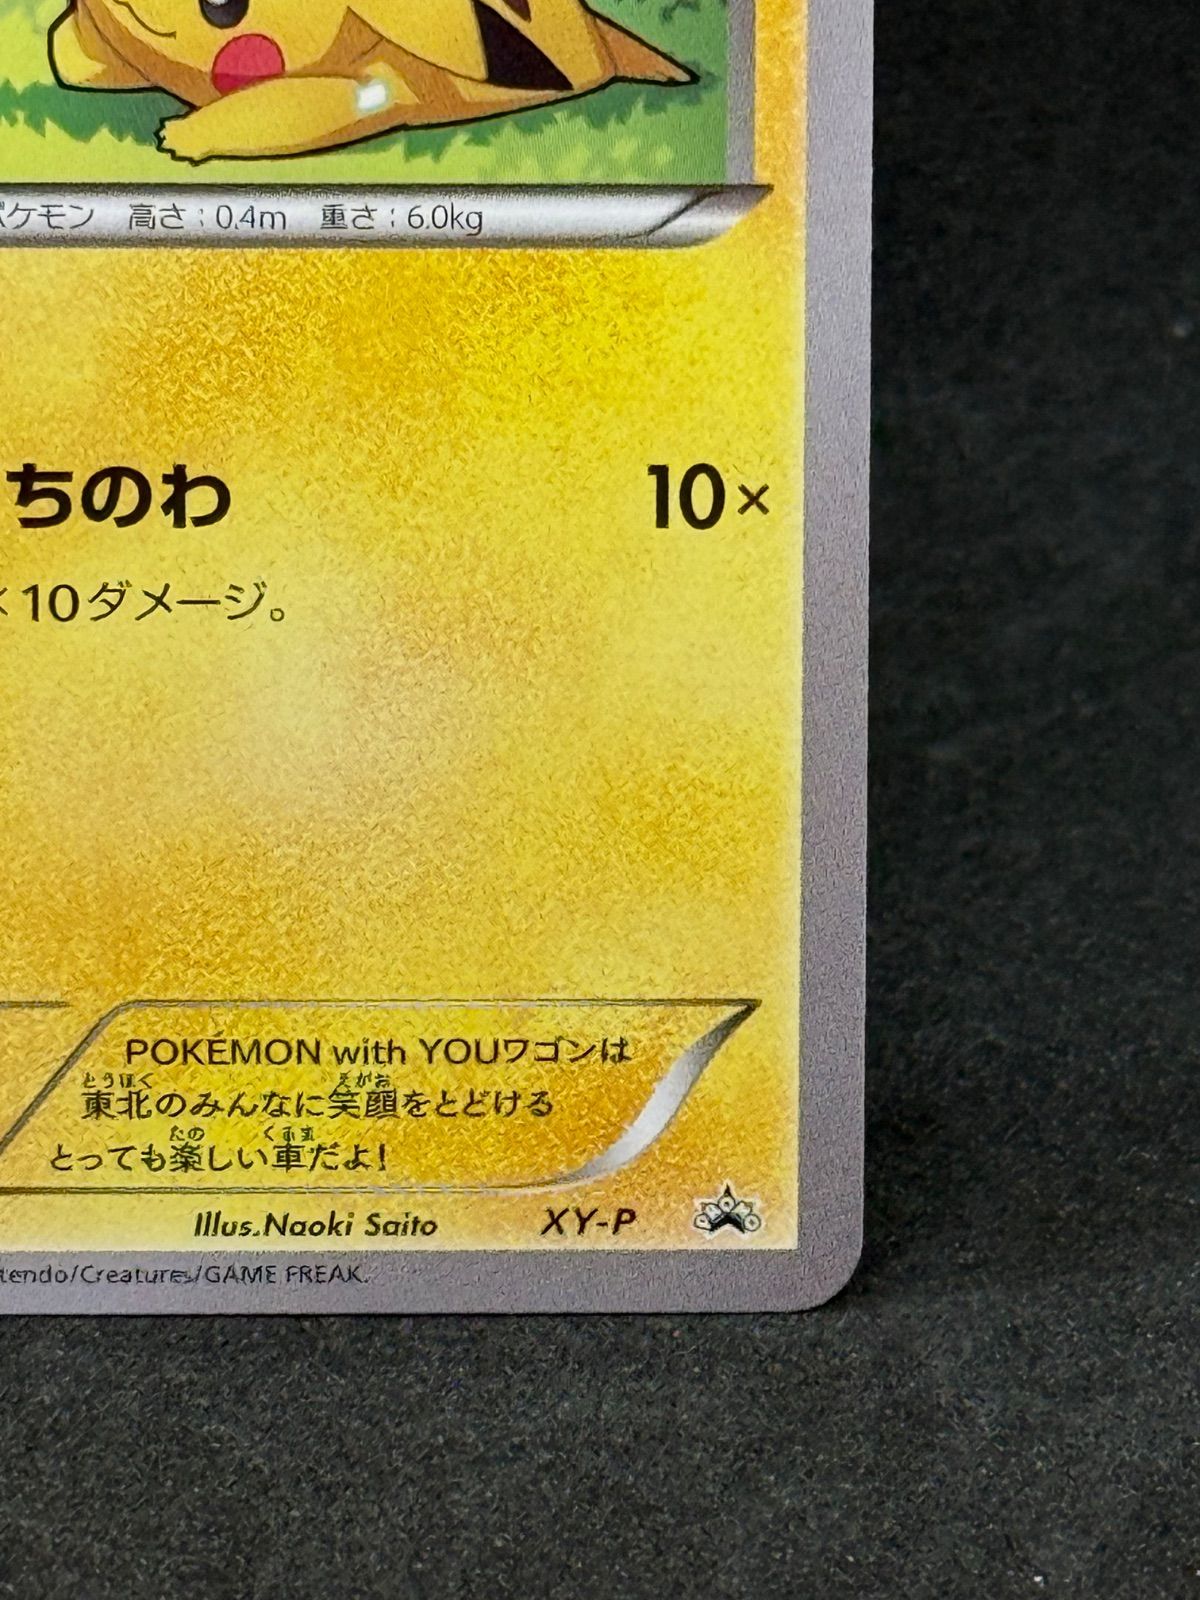 ポケモン 高さ：0.4m 重さ：6.0kg
ちのわ 10×
×10ダメージ。
POKÉMON with YOUワゴンは
とうほく えがお
東北のみんなに笑顔をとどける
たの くるま
とっても楽しい車だよ！
Illus.Naoki Saito XY-P
tendo/Creatures/GAME FREAK.